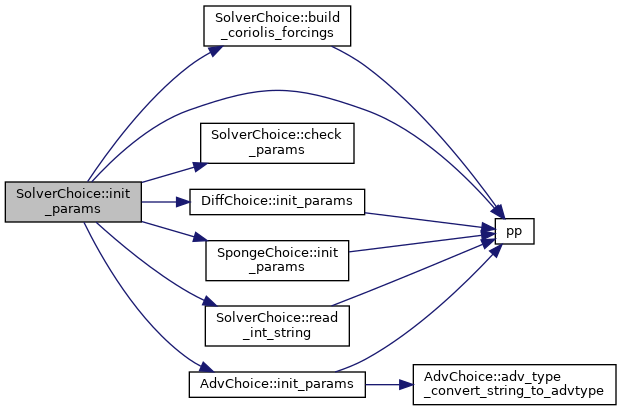 SolverChoice::build
_coriolis_forcings
SolverChoice::check
_params
SolverChoice::init
_params
DiffChoice::init_params
pp
SpongeChoice::init
_params
SolverChoice::read
_int_string
AdvChoice::init_params
AdvChoice::adv_type
_convert_string_to_advtype